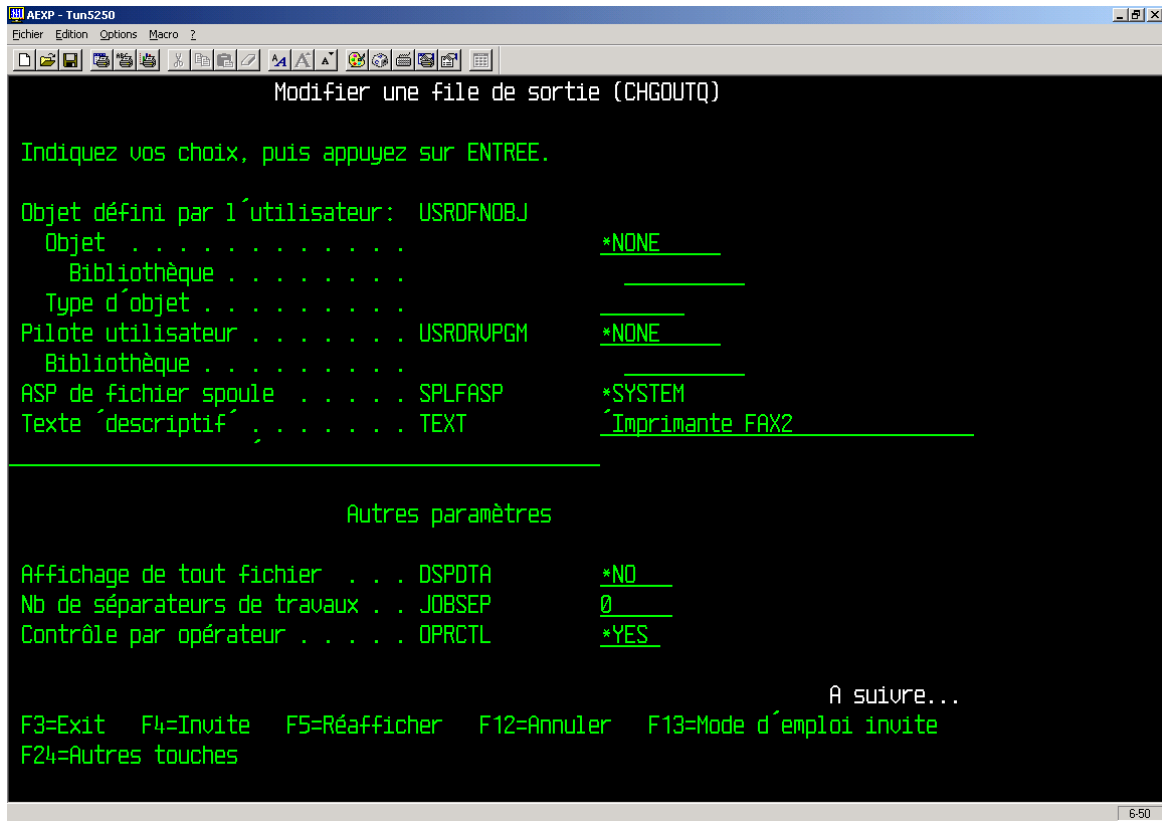 AEXP - Tun5250
Fichier Edition Options Macro ?
Modifier une file de sortie (CHGOUTQ)
Indiquez vos choix, puis appuyez sur ENTREE.
Objet défini par l´utilisateur: USRDFNOBJ
Objet . . . . . . . . . . . . *NONE
Bibliothèque . . . . . . . .
Type d´objet . . . . . . . . .
Pilote utilisateur . . . . . . . USRDRVPGM *NONE
Bibliothèque . . . . . . . . .
ASP de fichier spoule . . . . . SPLFASP *SYSTEM
Texte ´descriptif´ . . . . . . . TEXT ´Imprimante FAX2
´
Autres paramètres
Affichage de tout fichier . . . DSPDTA *NO
Nb de séparateurs de travaux . . JOBSEP 0
Contrôle par opérateur . . . . . OPRCTL *YES
A suivre...
F3=Exit F4=Invite F5=Réafficher F12=Annuler F13=Mode d´emploi invite
F24=Autres touches
6-50